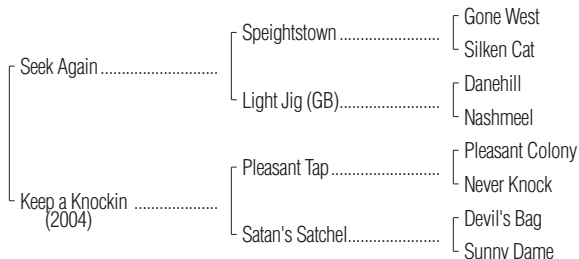 Gone West
Speightstown ....................
Silken Cat
Seek Again ........................
Danehill
Light Jig (GB) ....................
Nashmeel
Pleasant Colony
Pleasant Tap ......................
Never Knock
Keep a Knockin .................
(2004)
Devil's Bag
Satan's Satchel ..................
Sunny Dame